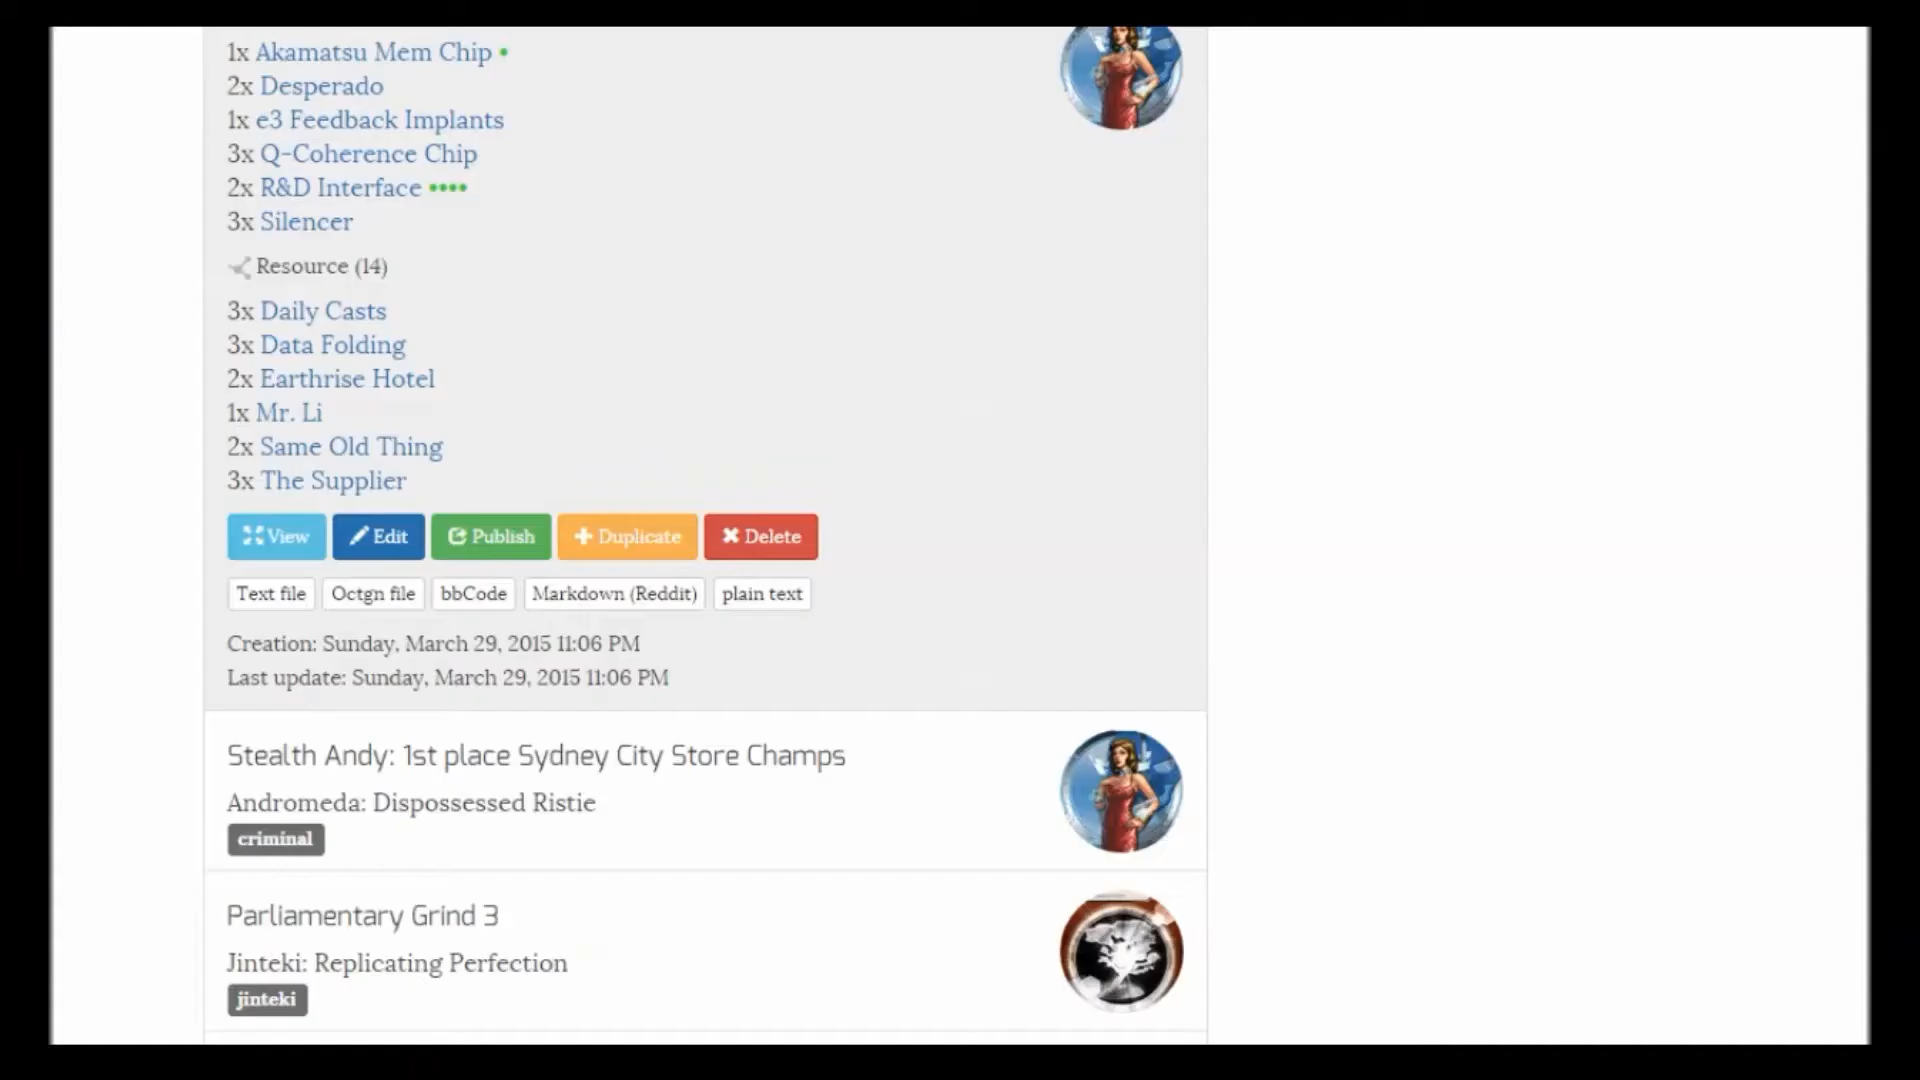 1x Akamatsu Mem Chip •
2x Desperado
1x e3 Feedback Implants
3x Q-Coherence Chip
2x R&D Interface ••••
3x Silencer
Resource (14)
3x Daily Casts
3x Data Folding
2x Earthrise Hotel
1x Mr. Li
2x Same Old Thing
3x The Supplier
View Edit Publish Duplicate Delete
Text file Octgn file bbCode Markdown (Reddit) plain text
Creation: Sunday, March 29, 2015 11:06 PM
Last update: Sunday, March 29, 2015 11:06 PM
Stealth Andy: 1st place Sydney City Store Champs
Andromeda: Dispossessed Ristie
criminal
Parliamentary Grind 3
Jinteki: Replicating Perfection
jinteki